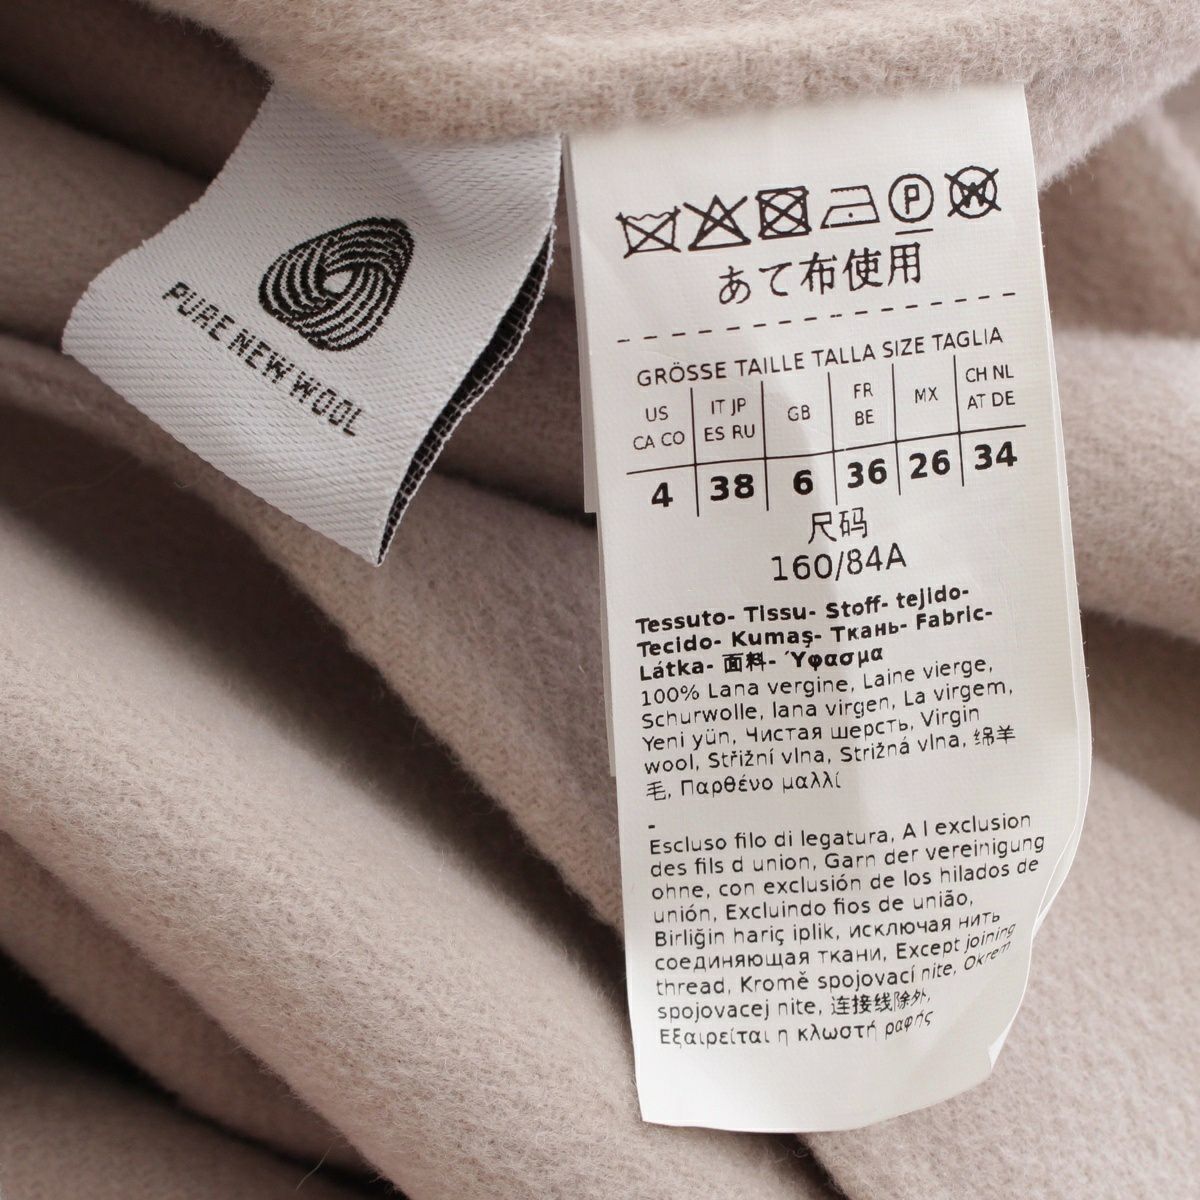 PURE NEW WOOL
P
W
あて布使用
GRÖSSE TAILLE TALLA SIZE TAGLIA
US CA CO
IT JP ES RU
GB
FR BE
MX
CH NL AT DE
4 38 6 36 26 34
尺码
160/84A
Tessuto- Tissu- Stoff- tejido-
Tecido- Kumaş- Ткань- Fabric-
Látka- 面料- Ύφασμα
100% Lana vergine, Laine vierge,
Schurwolle, lana virgen, La virgem,
Yeni yün, Чистая шерсть, Virgin
wool, Střižní vlna, Strižná vlna, 绵羊
毛, Παρθένο μαλλί
-
Escluso filo di legatura, A l exclusion
des fils d union, Garn der vereinigung
ohne, con exclusión de los hilados de
unión, Excluindo fios de união,
Birliğin hariç iplik, исключая нить
соединяющая ткани, Except joining
thread, Kromě spojovací nite, Okrem
spojovacej nite, 连接线除外,
Εξαιρείται η κλωστή ραφής